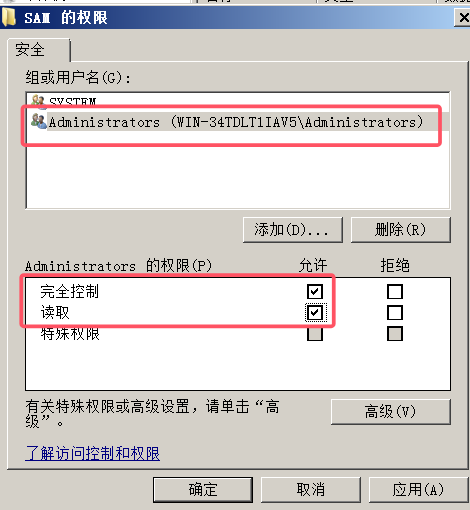 SAM 的权限
安全
组或用户名(G):
SYSTEM
Administrators (WIN-34TDLT1IAV5\Administrators)
添加(D)...
删除(R)
Administrators 的权限(P)
允许
拒绝
完全控制
读取
特殊权限
有关特殊权限或高级设置，请单击“高
级”。
高级(V)
了解访问控制和权限
确定
取消
应用(A)